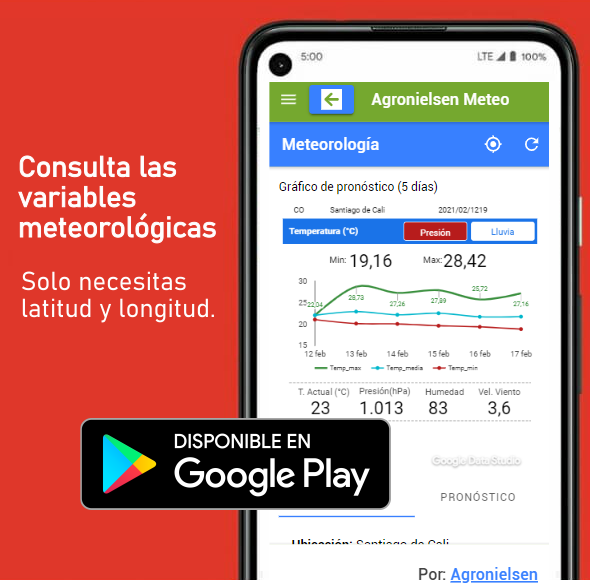 5:00
LTE 100%
Agronielsen Meteo
Meteorología
Consulta las
variables
meteorológicas
Solo necesitas
latitud y longitud.
Gráfico de pronóstico (5 días)
CO Santiago de Cali 2021/02/1219
Temperatura (°C) Presión Lluvia
Min: 19,16 Max: 28,42
30
25
20
15
22,04 28,73 27,26 27,89 25,72 27,16
12 feb 13 feb 14 feb 15 feb 16 feb 17 feb
Temp_max Temp_media Temp_min
T. Actual (°C) Presión(hPa) Humedad Vel. Viento
23 1.013 83 3,6
DISPONIBLE EN
Google Play
Google Data Studio
PRONÓSTICO
Ubicación: Santiago de Cali
Por: Agronielsen